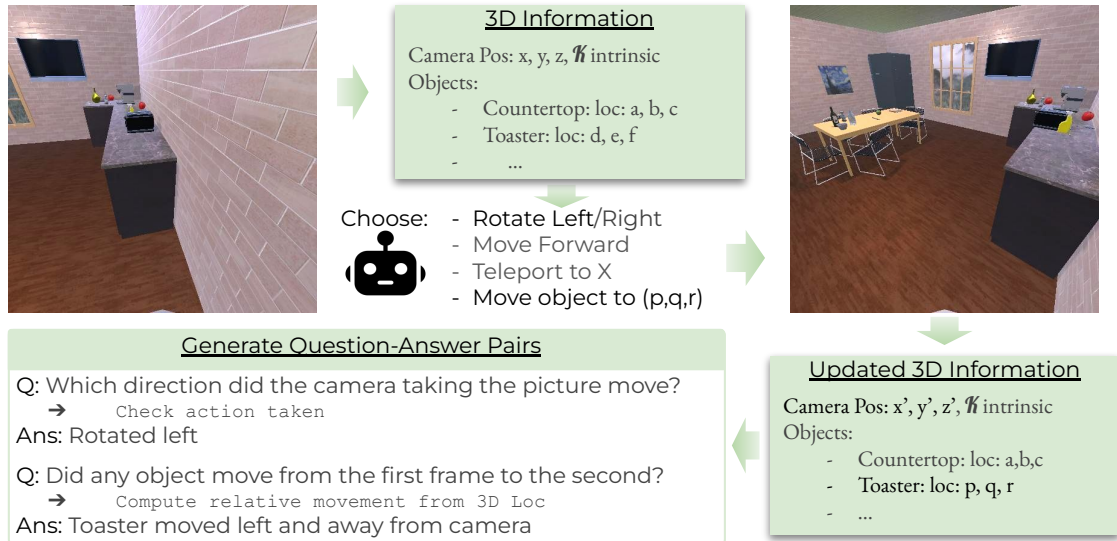 3D Information
Camera Pos: x, y, z, K intrinsic
Objects:
- Countertop: loc: a, b, c
- Toaster: loc: d, e, f
- ...
Choose:
- Rotate Left/Right
- Move Forward
- Teleport to X
- Move object to (p,q,r)
Updated 3D Information
Camera Pos: x’, y’, z’, K intrinsic
Objects:
- Countertop: loc: a,b,c
- Toaster: loc: p, q, r
- ...
Generate Question-Answer Pairs
Q: Which direction did the camera taking the picture move?
➔ Check action taken
Ans: Rotated left
Q: Did any object move from the first frame to the second?
➔ Compute relative movement from 3D Loc
Ans: Toaster moved left and away from camera